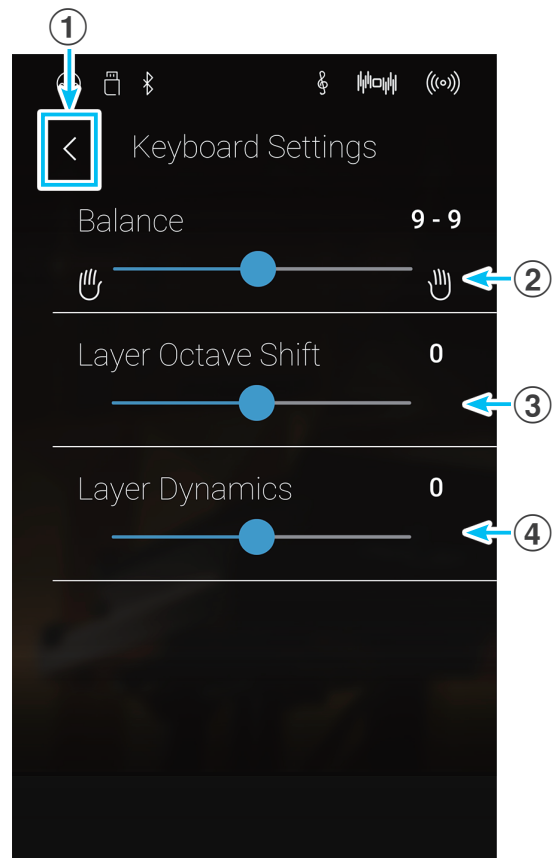 ①
Keyboard Settings
Balance 9 - 9
②
Layer Octave Shift 0
③
Layer Dynamics 0
④